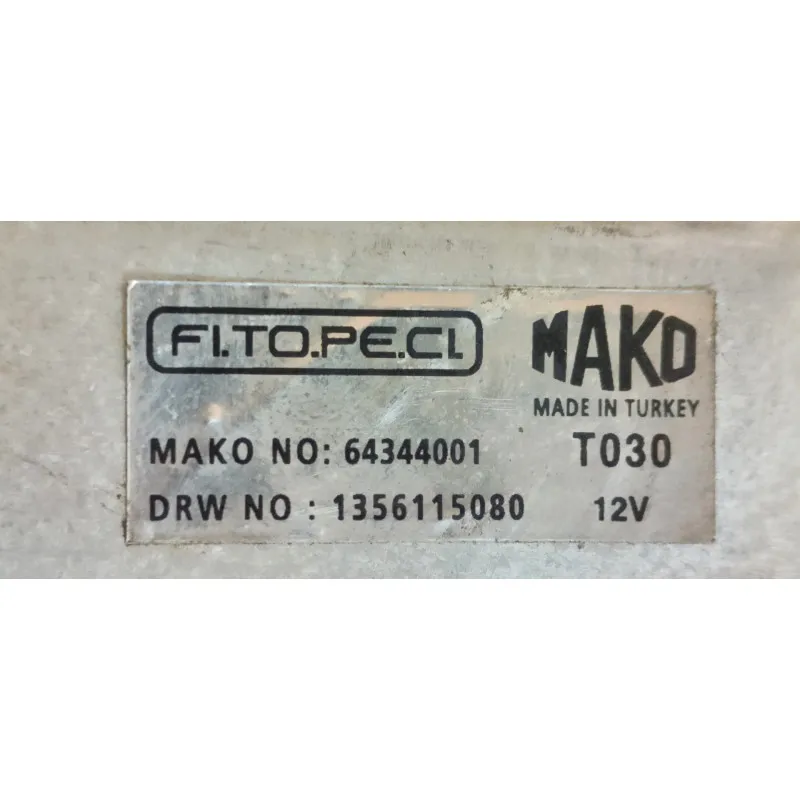 FI.TO.PE.CI.
MAKO
MADE IN TURKEY
MAKO NO: 64344001
T030
DRW NO : 1356115080
12V